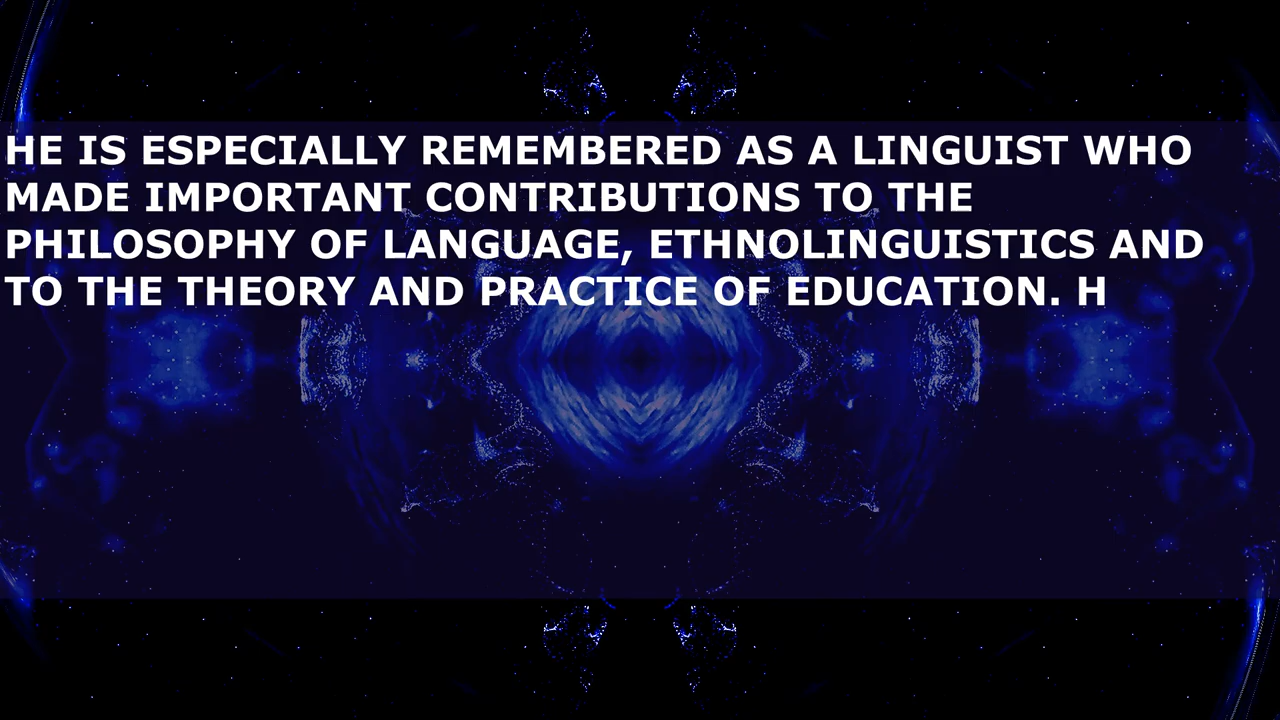 HE IS ESPECIALLY REMEMBERED AS A LINGUIST WHO
MADE IMPORTANT CONTRIBUTIONS TO THE
PHILOSOPHY OF LANGUAGE, ETHNOLINGUISTICS AND
TO THE THEORY AND PRACTICE OF EDUCATION. H